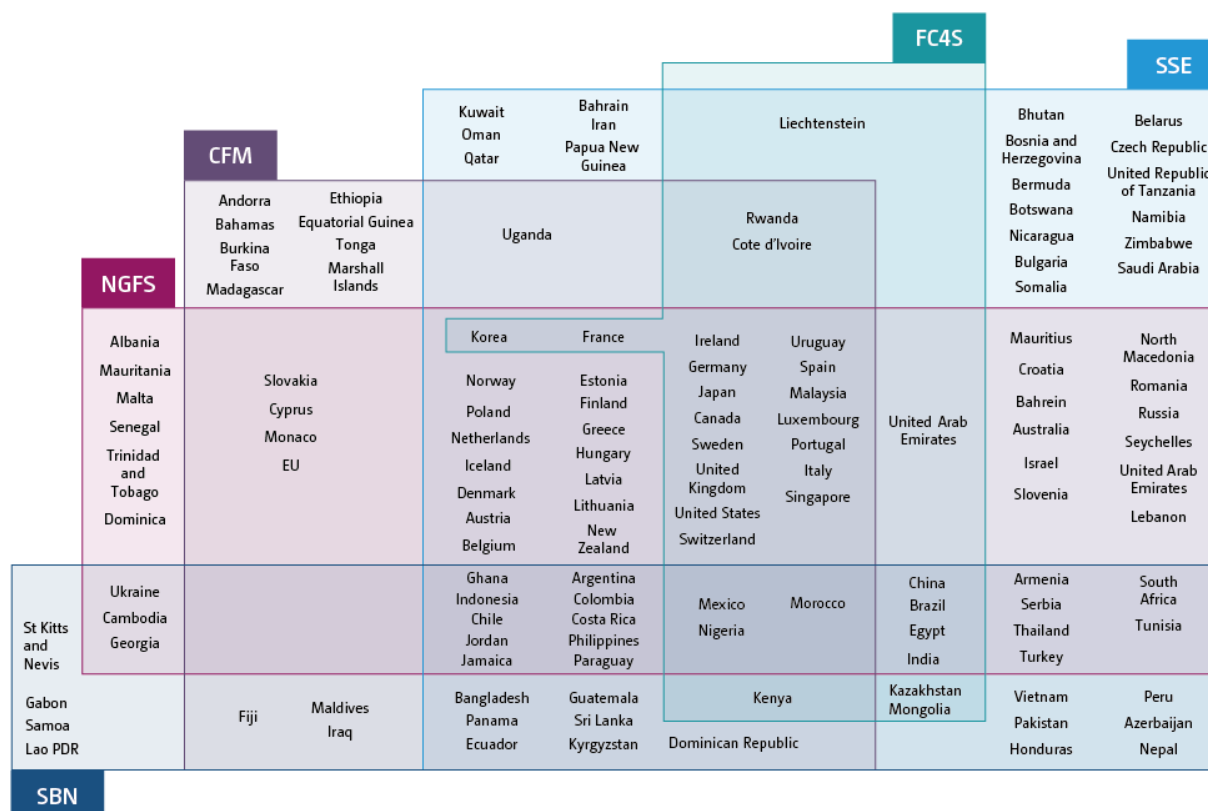 FC4S
SSE
CFM
NGFS
SBN
Kuwait
Oman
Qatar
Bahrain
Iran
Papua New
Guinea
Liechtenstein
Bhutan
Bosnia and
Herzegovina
Bermuda
Botswana
Nicaragua
Bulgaria
Somalia
Belarus
Czech Republic
United Republic
of Tanzania
Namibia
Zimbabwe
Saudi Arabia
Andorra
Bahamas
Burkina
Faso
Madagascar
Ethiopia
Equatorial Guinea
Tonga
Marshall
Islands
Uganda
Rwanda
Cote d'Ivoire
Albania
Mauritania
Malta
Senegal
Trinidad
and
Tobago
Dominica
Slovakia
Cyprus
Monaco
EU
Korea
France
Norway
Poland
Netherlands
Iceland
Denmark
Austria
Belgium
Estonia
Finland
Greece
Hungary
Latvia
Lithuania
New
Zealand
Ireland
Germany
Japan
Canada
Sweden
United
Kingdom
United States
Switzerland
Uruguay
Spain
Malaysia
Luxembourg
Portugal
Italy
Singapore
United Arab
Emirates
Mauritius
Croatia
Bahrein
Australia
Israel
Slovenia
North
Macedonia
Romania
Russia
Seychelles
United Arab
Emirates
Lebanon
St Kitts
and
Nevis
Gabon
Samoa
Lao PDR
Ukraine
Cambodia
Georgia
Ghana
Indonesia
Chile
Jordan
Jamaica
Argentina
Colombia
Costa Rica
Philippines
Paraguay
Mexico
Nigeria
Morocco
China
Brazil
Egypt
India
Armenia
Serbia
Thailand
Turkey
South
Africa
Tunisia
Fiji
Maldives
Iraq
Bangladesh
Panama
Ecuador
Guatemala
Sri Lanka
Kyrgyzstan
Kenya
Dominican Republic
Kazakhstan
Mongolia
Vietnam
Pakistan
Honduras
Peru
Azerbaijan
Nepal